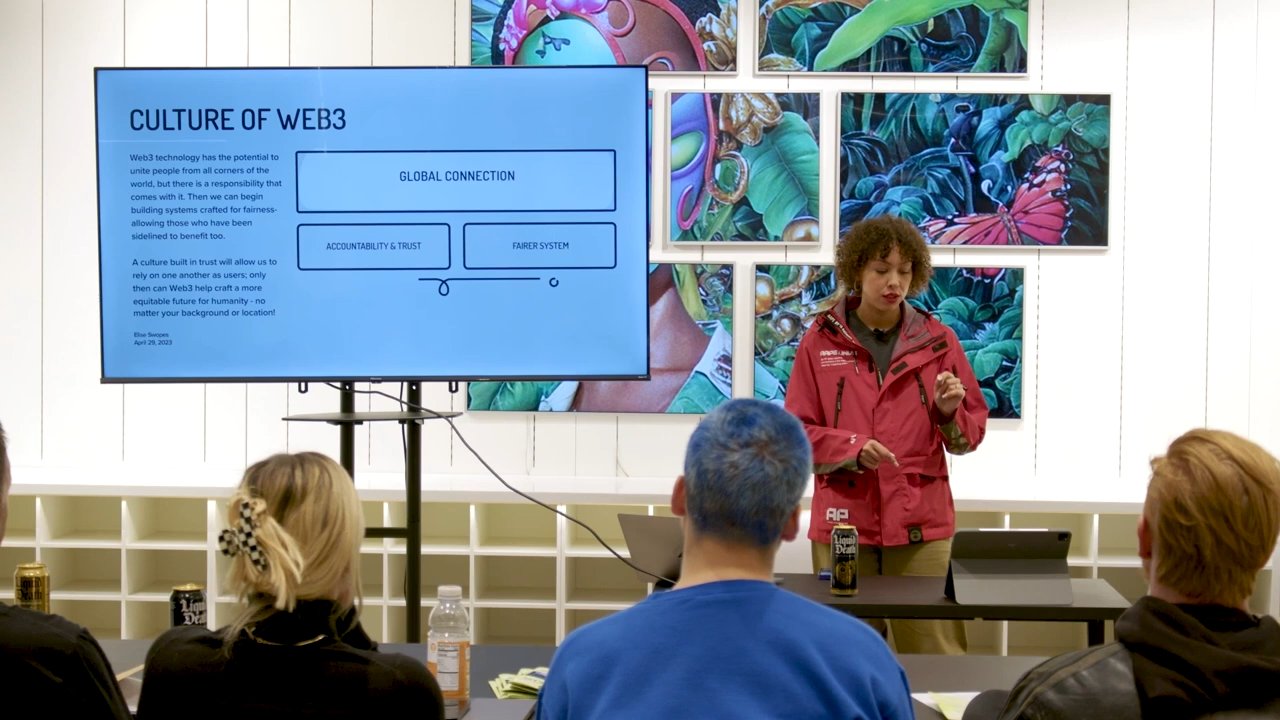 CULTURE OF WEB3
Web3 technology has the potential to
unite people from all corners of the
world, but there is a responsibility that
comes with it. Then we can begin
building systems crafted for fairness-
allowing those who have been
sidelined to benefit too.
A culture built in trust will allow us to
rely on one another as users; only
then can Web3 help craft a more
equitable future for humanity - no
matter your background or location!
Elise Swopes
April 29, 2023
GLOBAL CONNECTION
ACCOUNTABILITY & TRUST
FAIRER SYSTEM
AP
Liquid
Death
Liquid
Death